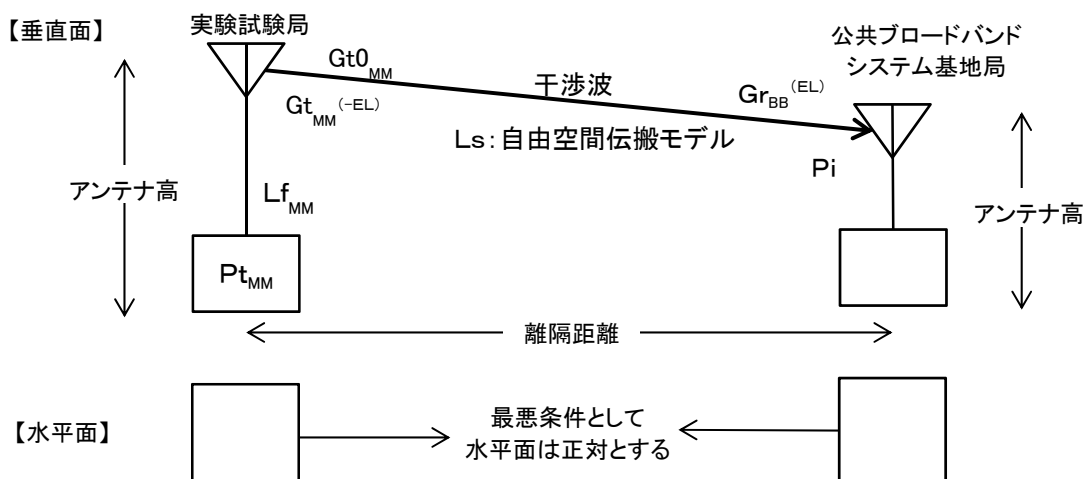 【垂直面】
実験試験局
公共ブロードバンド
システム基地局
Gt0MM
干渉波
GrBB(EL)
GtMM(-EL)
Ls:自由空間伝搬モデル
Pi
アンテナ高
LfMM
アンテナ高
PtMM
離隔距離
【水平面】
最悪条件として
水平面は正対とする